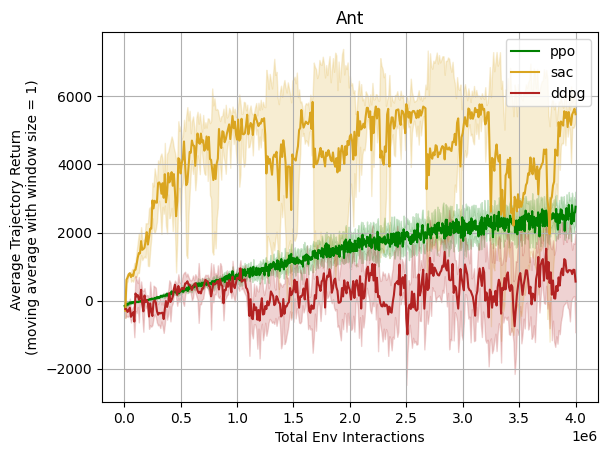 Ant
ppo
sac
ddpg
Average Trajectory Return
(moving average with window size = 1)
6000
4000
2000
0
−2000
0.0 0.5 1.0 1.5 2.0 2.5 3.0 3.5 4.0
1e6
Total Env Interactions